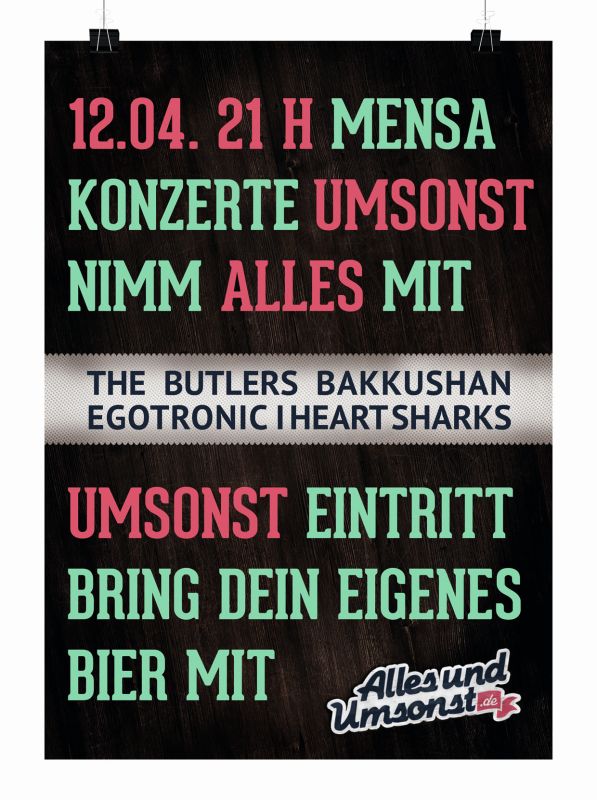 12.04. 21 H MENSA
KONZERTE UMSONST
NIMM ALLES MIT
THE BUTLERS BAKKUSHAN
EGOTRONIC I HEART SHARKS
UMSONST EINTRITT
BRING DEIN EIGENES
BIER MIT
Alles und
Umsonst.de